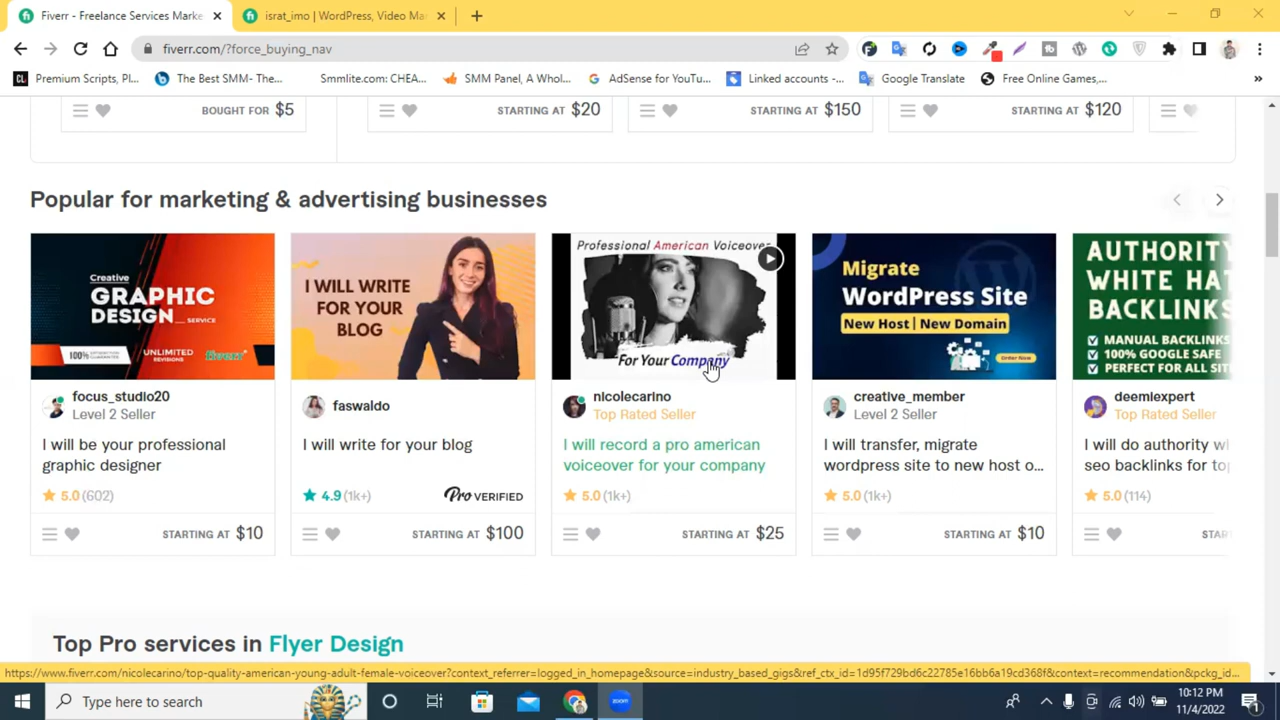 Fiverr - Freelance Services Marke
israt_imo | WordPress, Video Mar
fiverr.com/?force_buying_nav
Premium Scripts, Pl...
The Best SMM- The...
Smmlite.com: CHEA...
SMM Panel, A Whol...
AdSense for YouTu...
Linked accounts -...
Google Translate
Free Online Games,...
BOUGHT FOR $5
STARTING AT $20
STARTING AT $150
STARTING AT $120
Popular for marketing & advertising businesses
Creative
GRAPHIC
DESIGN SERVICE
UNLIMITED
REVISIONS
fiverr
focus_studio20
Level 2 Seller
I will be your professional
graphic designer
5.0 (602)
STARTING AT $10
I WILL WRITE
FOR YOUR
BLOG
faswaldo
I will write for your blog
4.9 (1k+)
Pro VERIFIED
STARTING AT $100
Professional American Voiceover
For Your Company
nicolecarino
Top Rated Seller
I will record a pro american
voiceover for your company
5.0 (1k+)
STARTING AT $25
Migrate
WordPress Site
New Host | New Domain
Order Now
creative_member
Level 2 Seller
I will transfer, migrate
wordpress site to new host o...
5.0 (1k+)
STARTING AT $10
AUTHORITY
WHITE HAT
BACKLINKS
MANUAL BACKLINKS
100% GOOGLE SAFE
PERFECT FOR ALL SIT
deemiexpert
Top Rated Seller
I will do authority wh
seo backlinks for top
5.0 (114)
STAR
Top Pro services in Flyer Design
https://www.fiverr.com/nicolecarino/top-quality-american-young-adult-female-voiceover?context_referrer=logged_in_homepage&source=industry_based_gigs&ref_ctx_id=1d95f729bd6c22785e16bb6a19cd368f&context=recommendation&pckg_id...
Type here to search
zoom
10:12 PM
11/4/2022
1